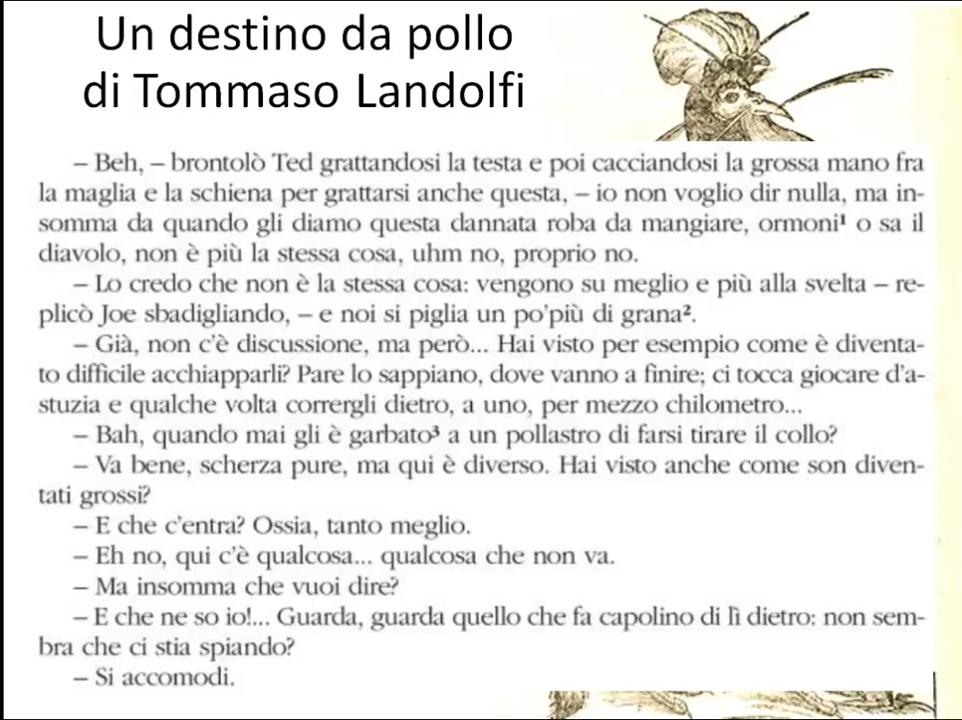 Un destino da pollo
di Tommaso Landolfi
– Beh, – brontolò Ted grattandosi la testa e poi cacciandosi la grossa mano fra
la maglia e la schiena per grattarsi anche questa, – io non voglio dir nulla, ma in-
somma da quando gli diamo questa dannata roba da mangiare, ormoni¹ o sa il
diavolo, non è più la stessa cosa, uhm no, proprio no.
– Lo credo che non è la stessa cosa: vengono su meglio e più alla svelta – re-
plicò Joe sbadigliando, – e noi si piglia un po'più di grana².
– Già, non c'è discussione, ma però... Hai visto per esempio come è diventa-
to difficile acchiapparli? Pare lo sappiano, dove vanno a finire; ci tocca giocare d'a-
stuzia e qualche volta corrergli dietro, a uno, per mezzo chilometro...
– Bah, quando mai gli è garbato³ a un pollastro di farsi tirare il collo?
– Va bene, scherza pure, ma qui è diverso. Hai visto anche come son diven-
tati grossi?
– E che c'entra? Ossia, tanto meglio.
– Eh no, qui c'è qualcosa... qualcosa che non va.
– Ma insomma che vuoi dire?
– E che ne so io!... Guarda, guarda quello che fa capolino di lì dietro: non sem-
bra che ci stia spiando?
– Si accomodi.